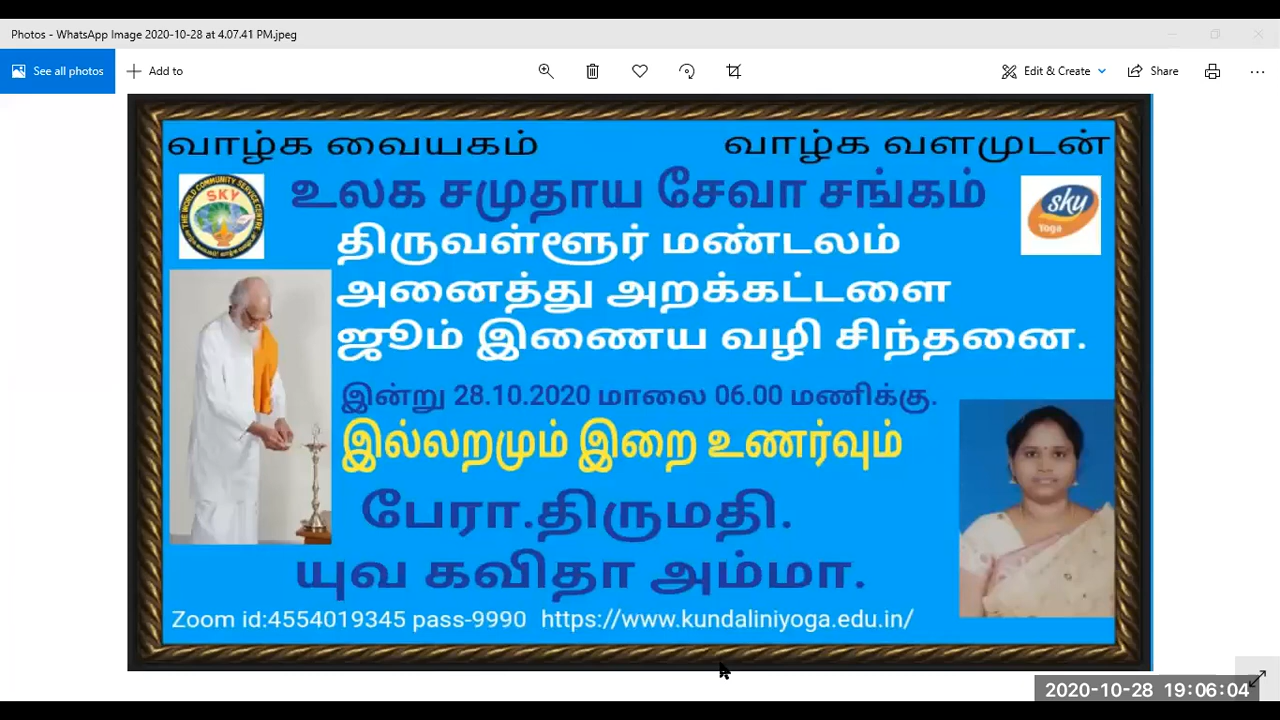 Photos - WhatsApp Image 2020-10-28 at 4.07.41 PM.jpeg
See all photos
Add to
Edit & Create
Share
வாழ்க வையகம் வாழ்க வளமுடன்
உலக சமுதாய சேவா சங்கம்
SKY
sky
Yoga
திருவள்ளூர் மண்டலம்
அனைத்து அறக்கட்டளை
ஜூம் இணைய வழி சிந்தனை.
இன்று 28.10.2020 மாலை 06.00 மணிக்கு.
இல்லறமும் இறை உணர்வும்
பேரா.திருமதி.
யுவ கவிதா அம்மா.
Zoom id:4554019345 pass-9990 https://www.kundaliniyoga.edu.in/
2020-10-28 19:06:04